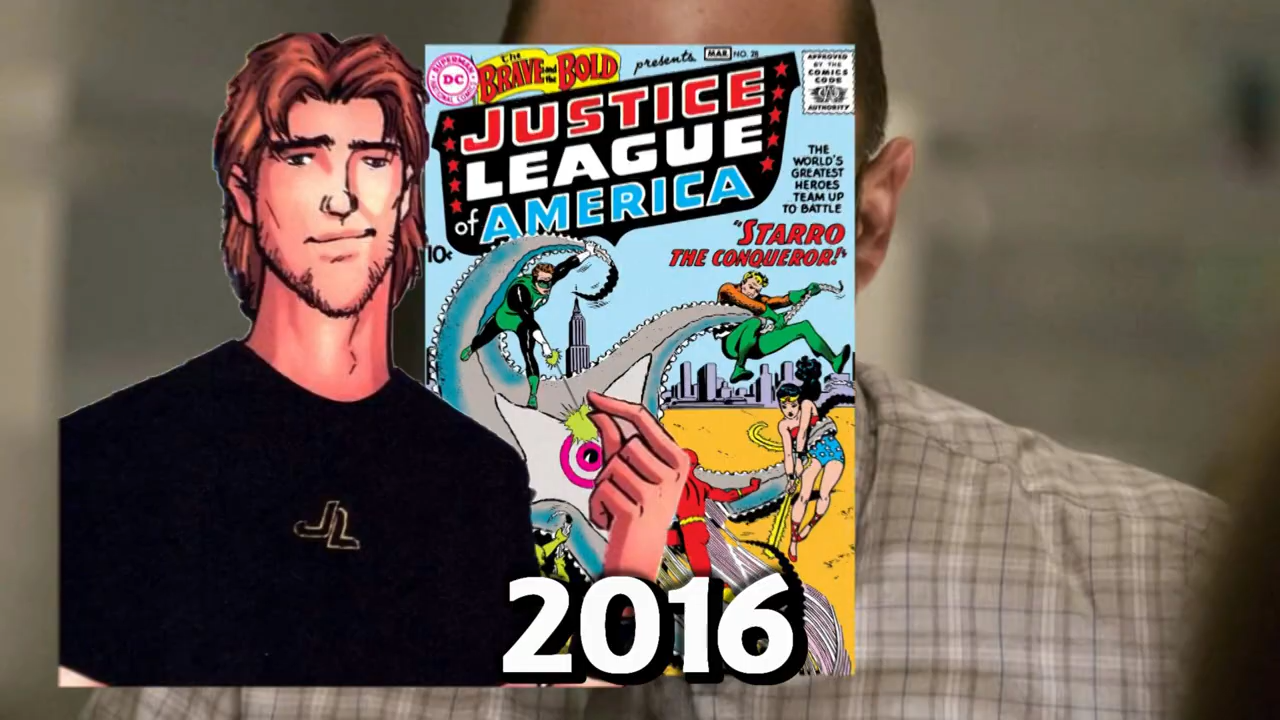 SUPERMAN
DC
NATIONAL COMICS
The
BRAVE and the BOLD
presents
MAR. NO. 28
APPROVED
BY THE
COMICS
CODE
AUTHORITY
JUSTICE
LEAGUE
of AMERICA
THE
WORLD'S
GREATEST
HEROES
TEAM UP
TO BATTLE
"STARRO
THE CONQUEROR!"
10¢
JL
2016